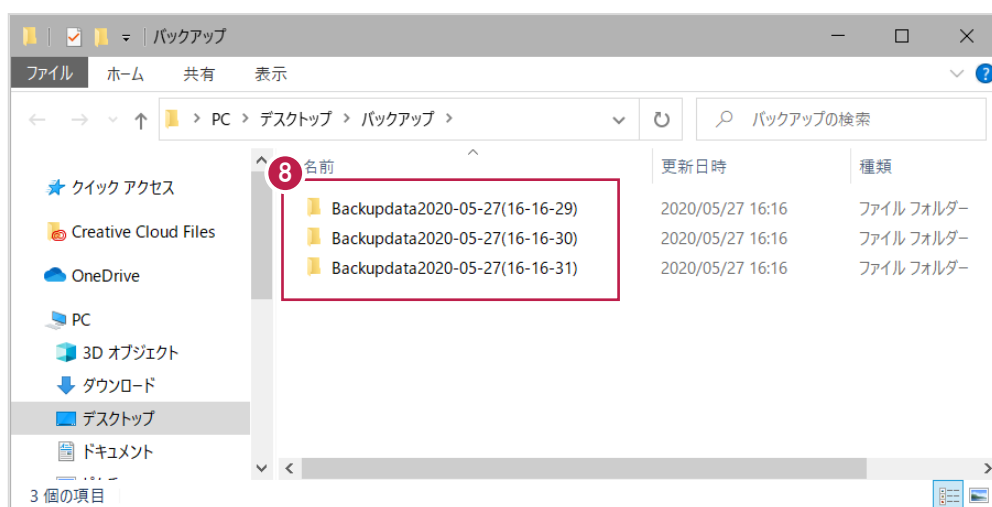 バックアップ
ファイル ホーム 共有 表示
PC > デスクトップ > バックアップ >
バックアップの検索
8
名前 更新日時 種類
クイック アクセス
Creative Cloud Files
OneDrive
PC
3D オブジェクト
ダウンロード
デスクトップ
ドキュメント
Backupdata2020-05-27(16-16-29) 2020/05/27 16:16 ファイル フォルダー
Backupdata2020-05-27(16-16-30) 2020/05/27 16:16 ファイル フォルダー
Backupdata2020-05-27(16-16-31) 2020/05/27 16:16 ファイル フォルダー
3 個の項目